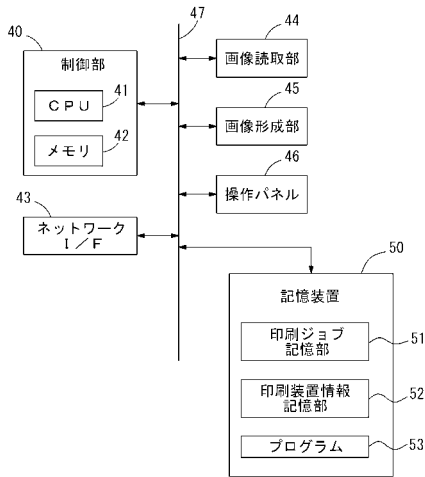 40
47
44
制御部
画像読取部
41
CPU
45
42
画像形成部
メモリ
46
43
操作パネル
ネットワーク
I/F
50
記憶装置
印刷ジョブ
記憶部
51
印刷装置情報
記憶部
52
プログラム
53